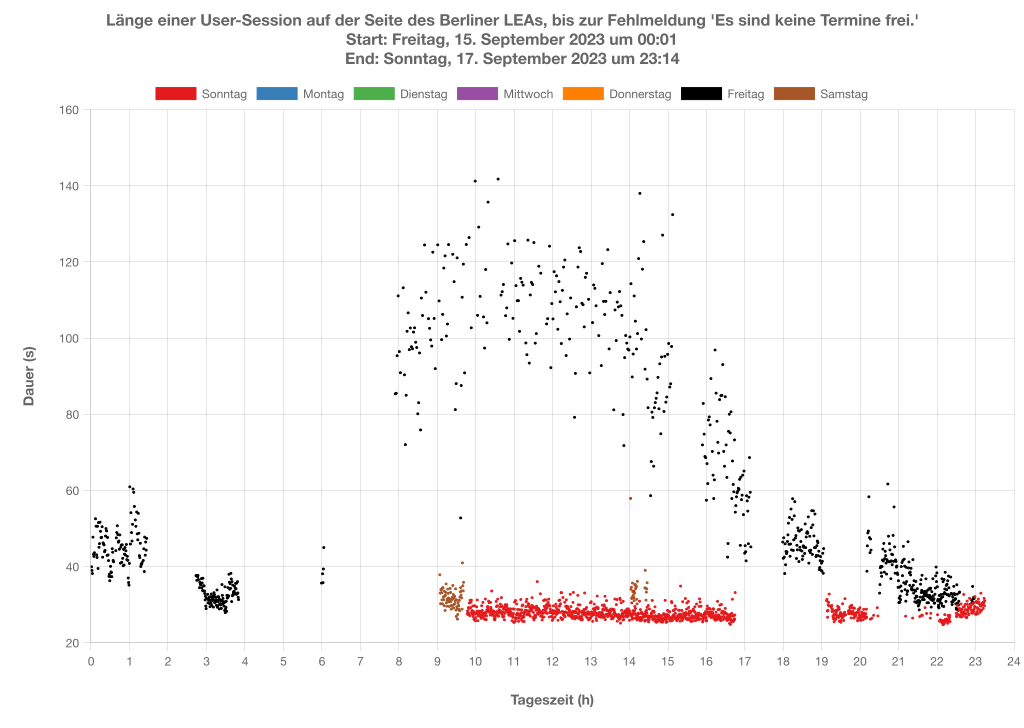 Länge einer User-Session auf der Seite des Berliner LEAs, bis zur Fehlmeldung 'Es sind keine Termine frei.'
Start: Freitag, 15. September 2023 um 00:01
End: Sonntag, 17. September 2023 um 23:14
Sonntag Montag Dienstag Mittwoch Donnerstag Freitag Samstag
160
140
120
100
80
60
40
20
Dauer (s)
0 1 2 3 4 5 6 7 8 9 10 11 12 13 14 15 16 17 18 19 20 21 22 23 24
Tageszeit (h)